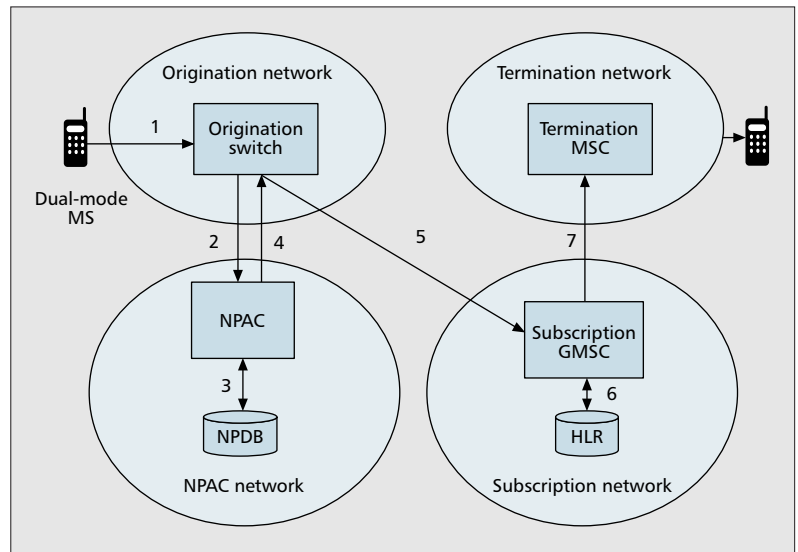 Origination network
Termination network
1
Origination
switch
Termination
MSC
Dual-mode
MS
2
4
5
7
NPAC
Subscription
GMSC
3
6
NPDB
HLR
NPAC network
Subscription network